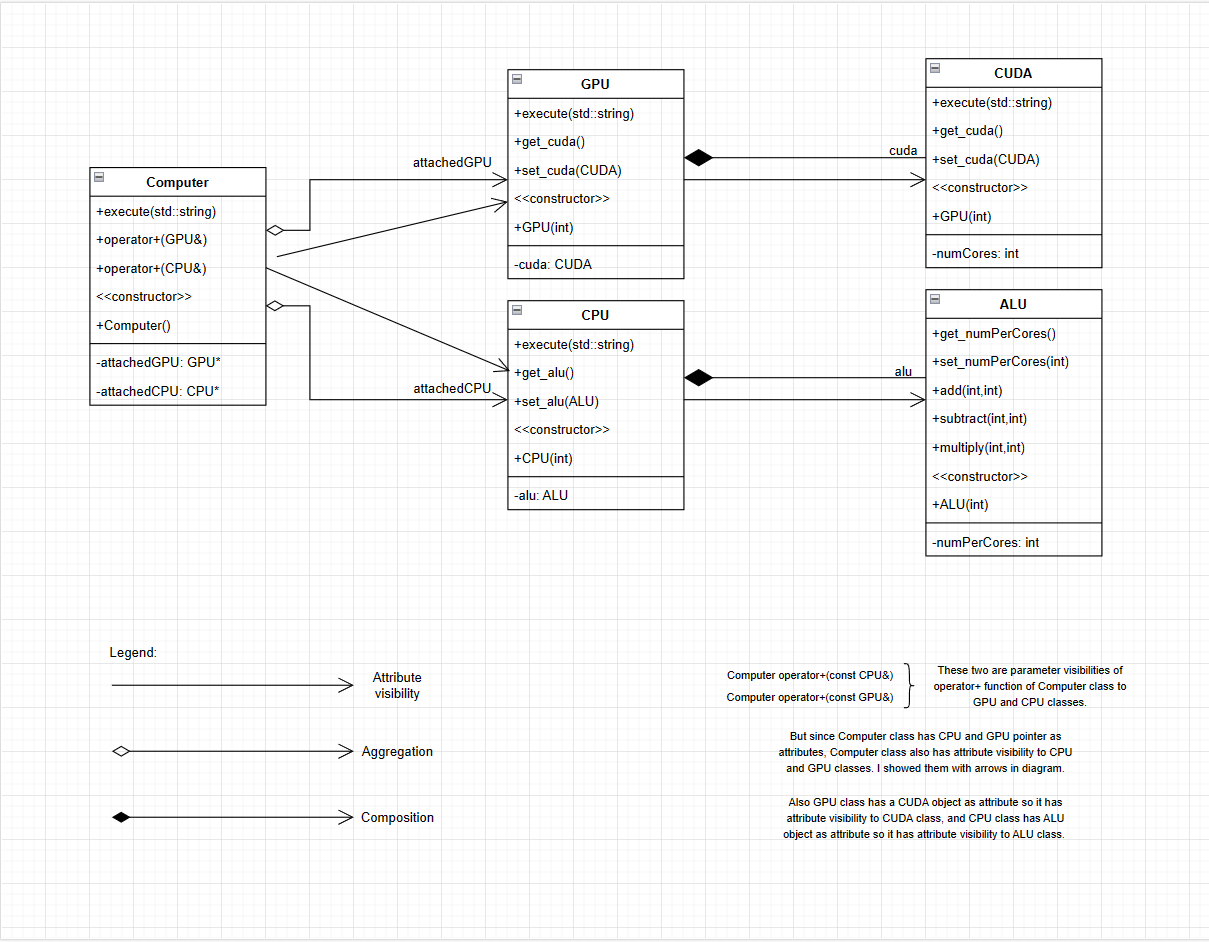 Computer
+execute(std::string)
+operator+(GPU&)
+operator+(CPU&)
<<constructor>>
+Computer()
-attachedGPU: GPU*
-attachedCPU: CPU*
attachedGPU
attachedCPU
GPU
+execute(std::string)
+get_cuda()
+set_cuda(CUDA)
<<constructor>>
+GPU(int)
-cuda: CUDA
CPU
+execute(std::string)
+get_alu()
+set_alu(ALU)
<<constructor>>
+CPU(int)
-alu: ALU
cuda
alu
CUDA
+execute(std::string)
+get_cuda()
+set_cuda(CUDA)
<<constructor>>
+GPU(int)
-numCores: int
ALU
+get_numPerCores()
+set_numPerCores(int)
+add(int,int)
+subtract(int,int)
+multiply(int,int)
<<constructor>>
+ALU(int)
-numPerCores: int
Legend:
Attribute
visibility
Aggregation
Composition
Computer operator+(const CPU&)
Computer operator+(const GPU&)
These two are parameter visibilities of
operator+ function of Computer class to
GPU and CPU classes.
But since Computer class has CPU and GPU pointer as
attributes, Computer class also has attribute visibility to CPU
and GPU classes. I showed them with arrows in diagram.
Also GPU class has a CUDA object as attribute so it has
attribute visibility to CUDA class, and CPU class has ALU
object as attribute so it has attribute visibility to ALU class.